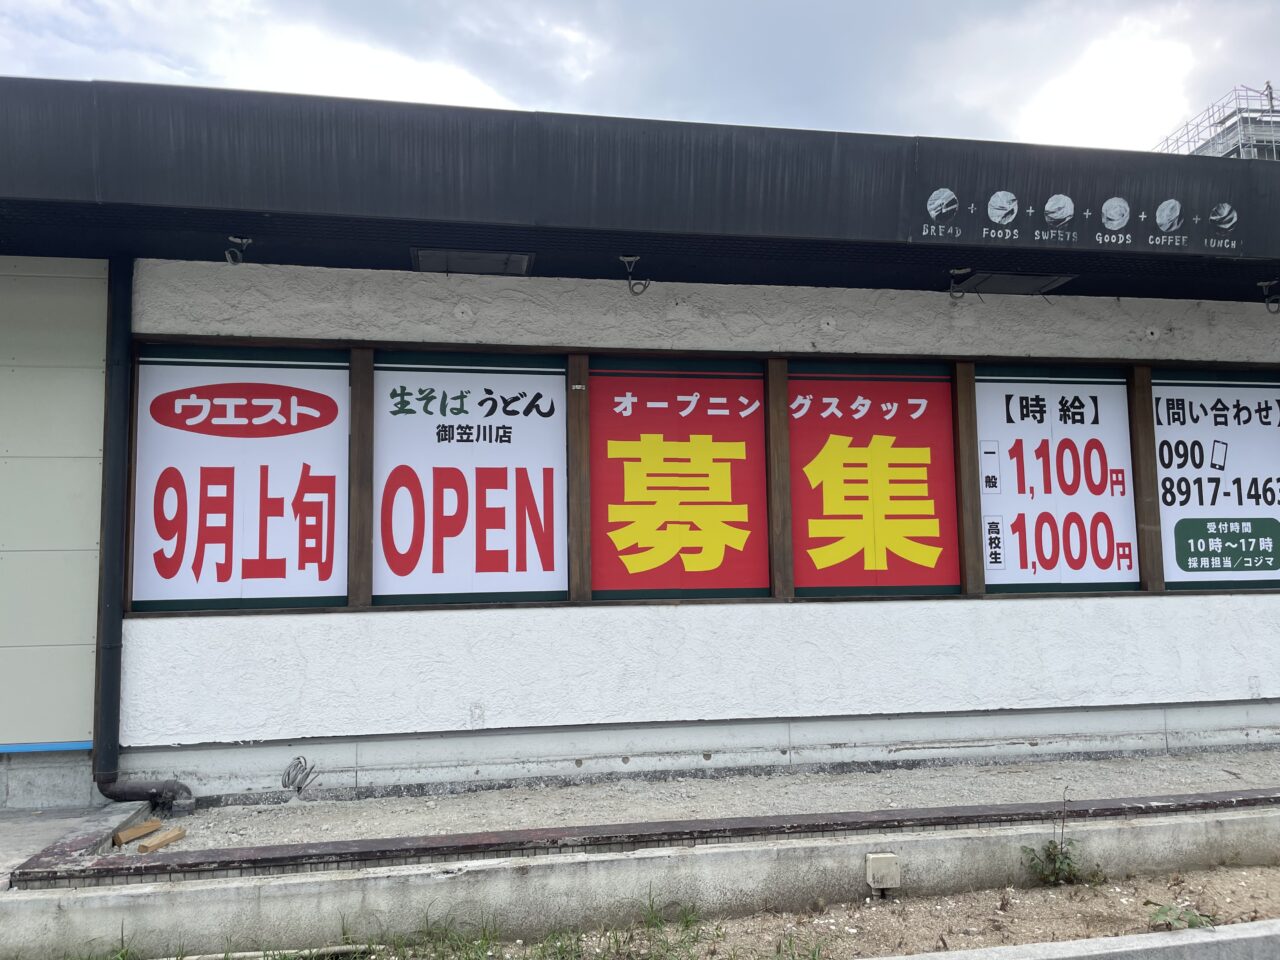 BREAD + FOODS + SWEETS + GOODS + COFFEE + LUNCH
ウエスト
9月上旬
生そば うどん
御笠川店
OPEN
オープニングスタッフ
募集
【時給】
一般 1,100円
高校生 1,000円
【問い合わせ】
090
8917-1463
受付時間
10時〜17時
採用担当/コジマ